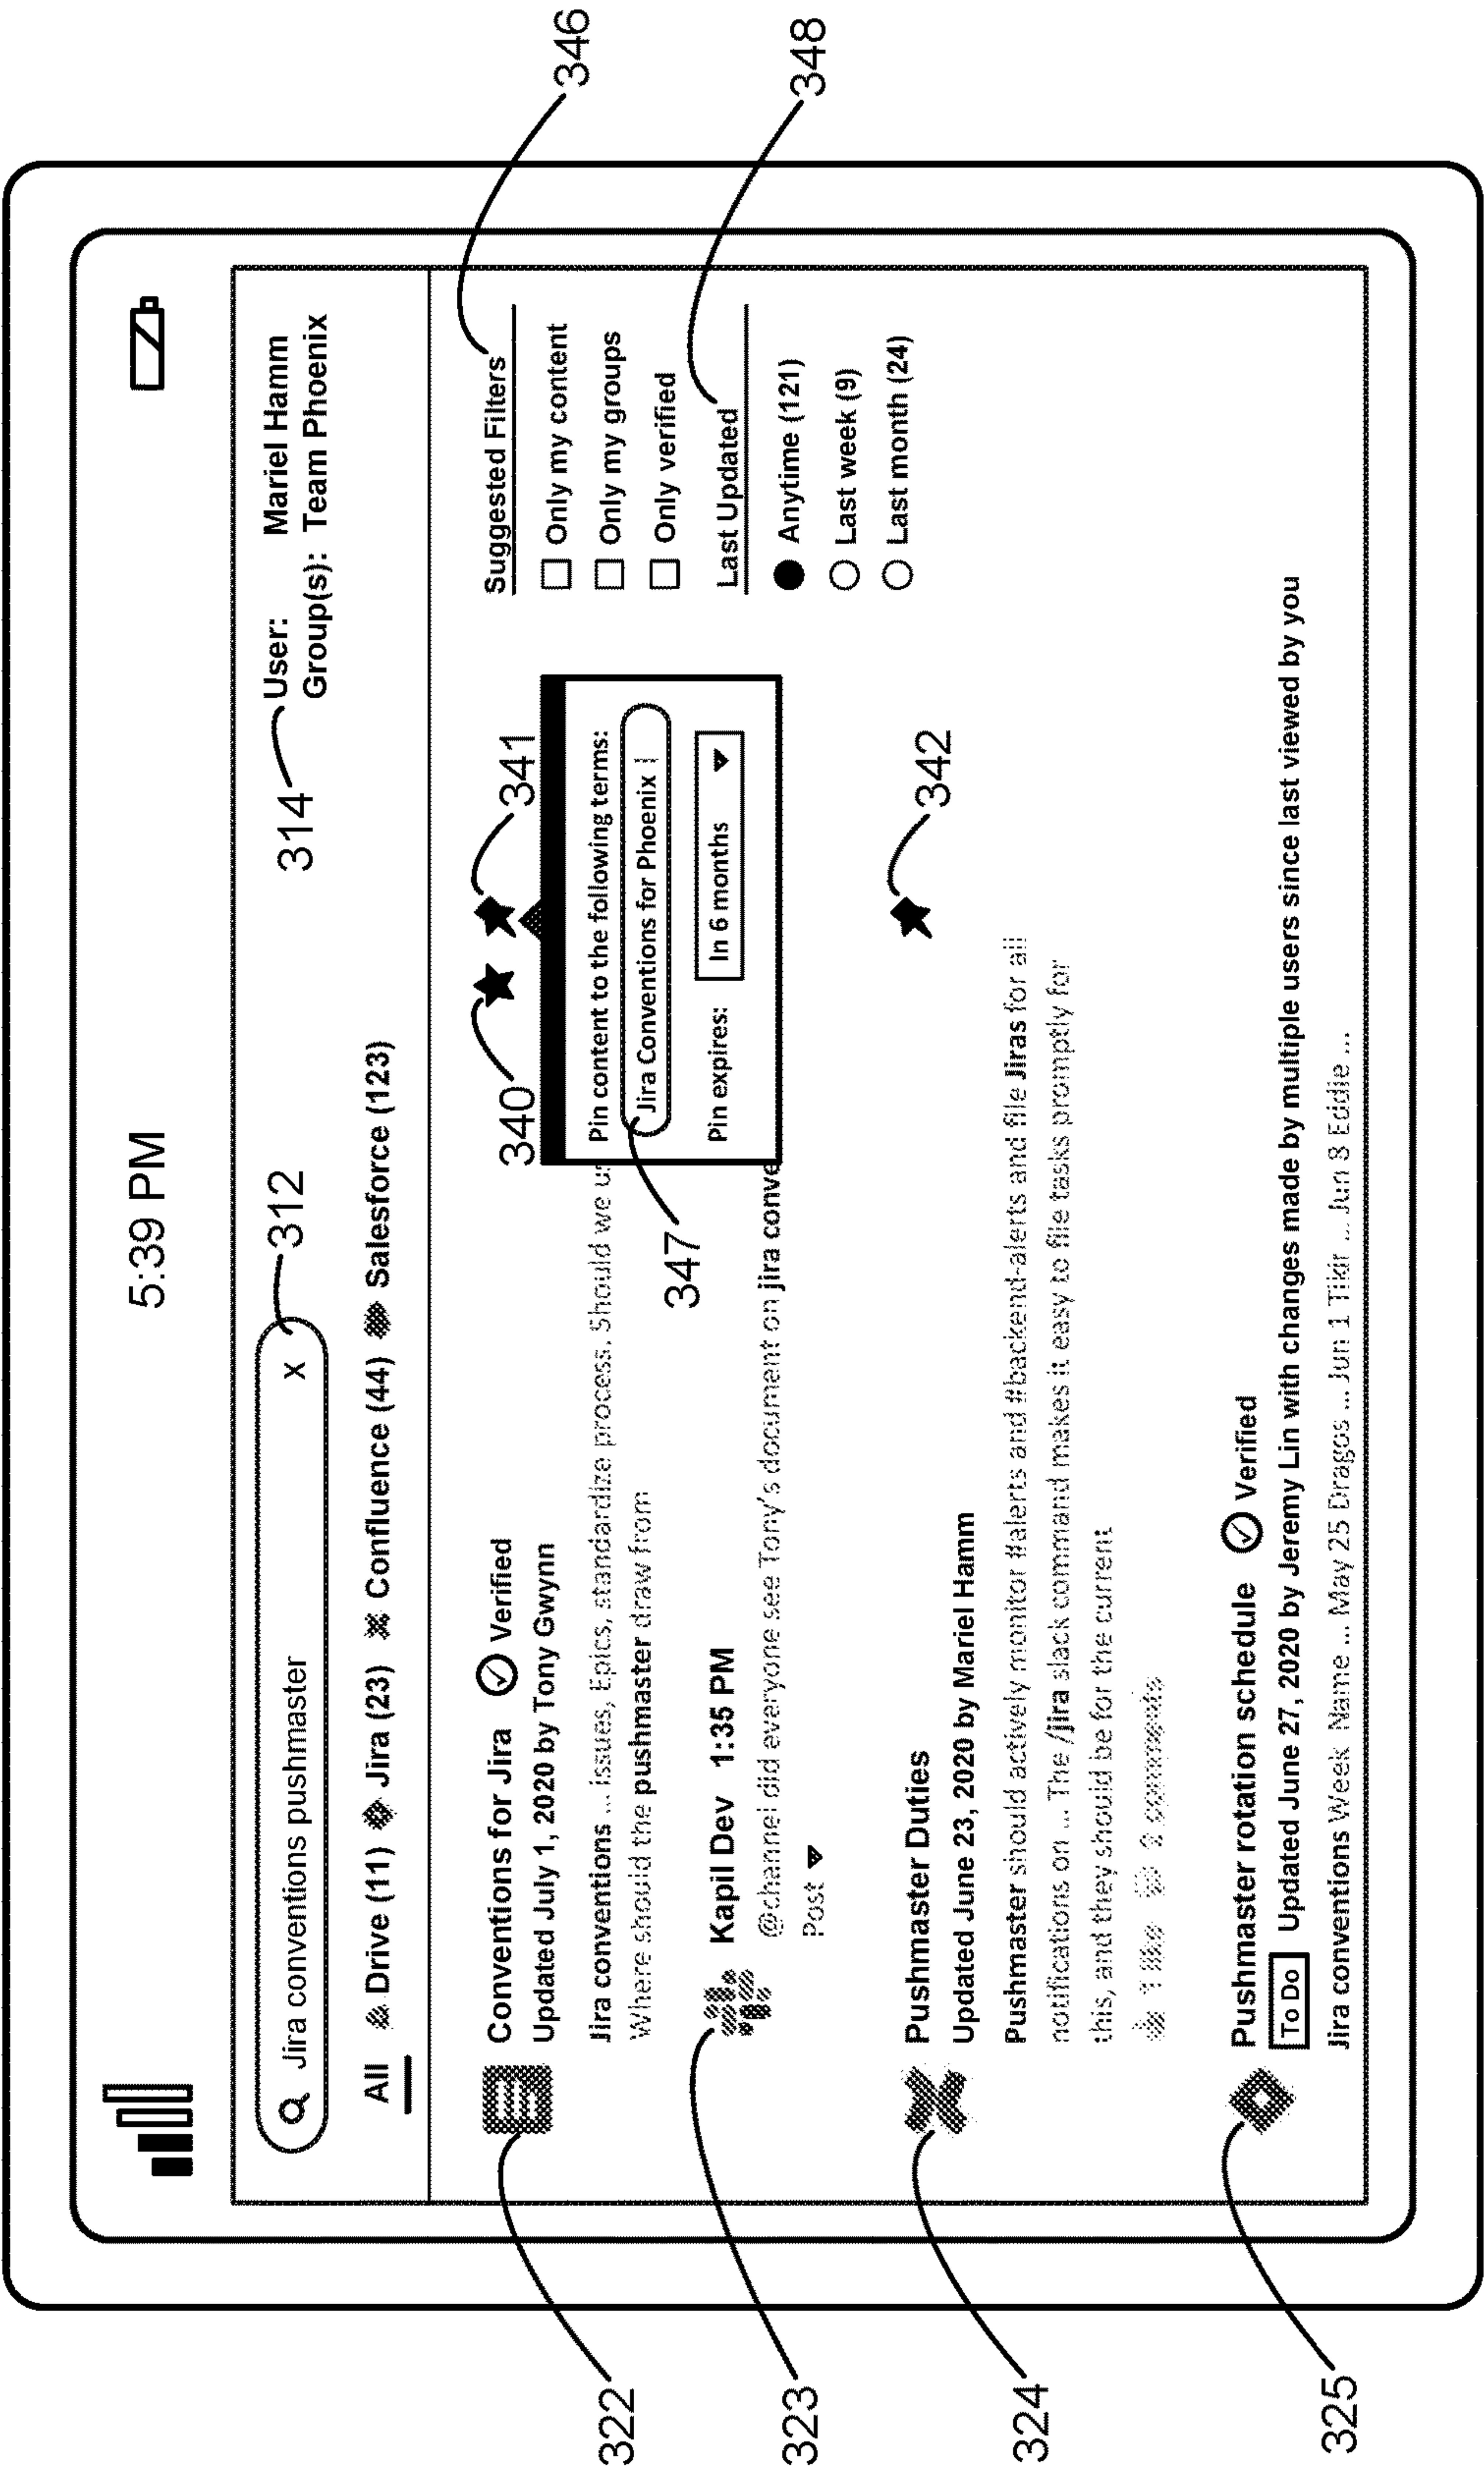 5:39 PM
Jira conventions pushmaster x
312
314
User: Mariel Hamm
Group(s): Team Phoenix
All Drive (11) Jira (23) Confluence (44) Salesforce (123)
322
Conventions for Jira Verified
Updated July 1, 2020 by Tony Gwynn
Jira conventions ... issues, Epics, standardize process. Should we us
Where should the pushmaster draw from
340
341
Pin content to the following terms:
Jira Conventions for Phoenix |
Pin expires: In 6 months
347
346
Suggested Filters
Only my content
Only my groups
Only verified
348
Last Updated
Anytime (121)
Last week (9)
Last month (24)
323
Kapil Dev 1:35 PM
@channel did everyone see Tony's document on jira conve
Post
324
342
Pushmaster Duties
Updated June 23, 2020 by Mariel Hamm
Pushmaster should actively monitor #alerts and #backend-alerts and file Jiras for all
notifications on ... The /jira slack command makes it easy to file tasks promptly for
this, and they should be for the current
1 like 2 comments
325
Pushmaster rotation schedule Verified
To Do Updated June 27, 2020 by Jeremy Lin with changes made by multiple users since last viewed by you
Jira conventions Week Name ... May 25 Dragos ... Jun 1 Tikir ... Jun 8 Eddie ...